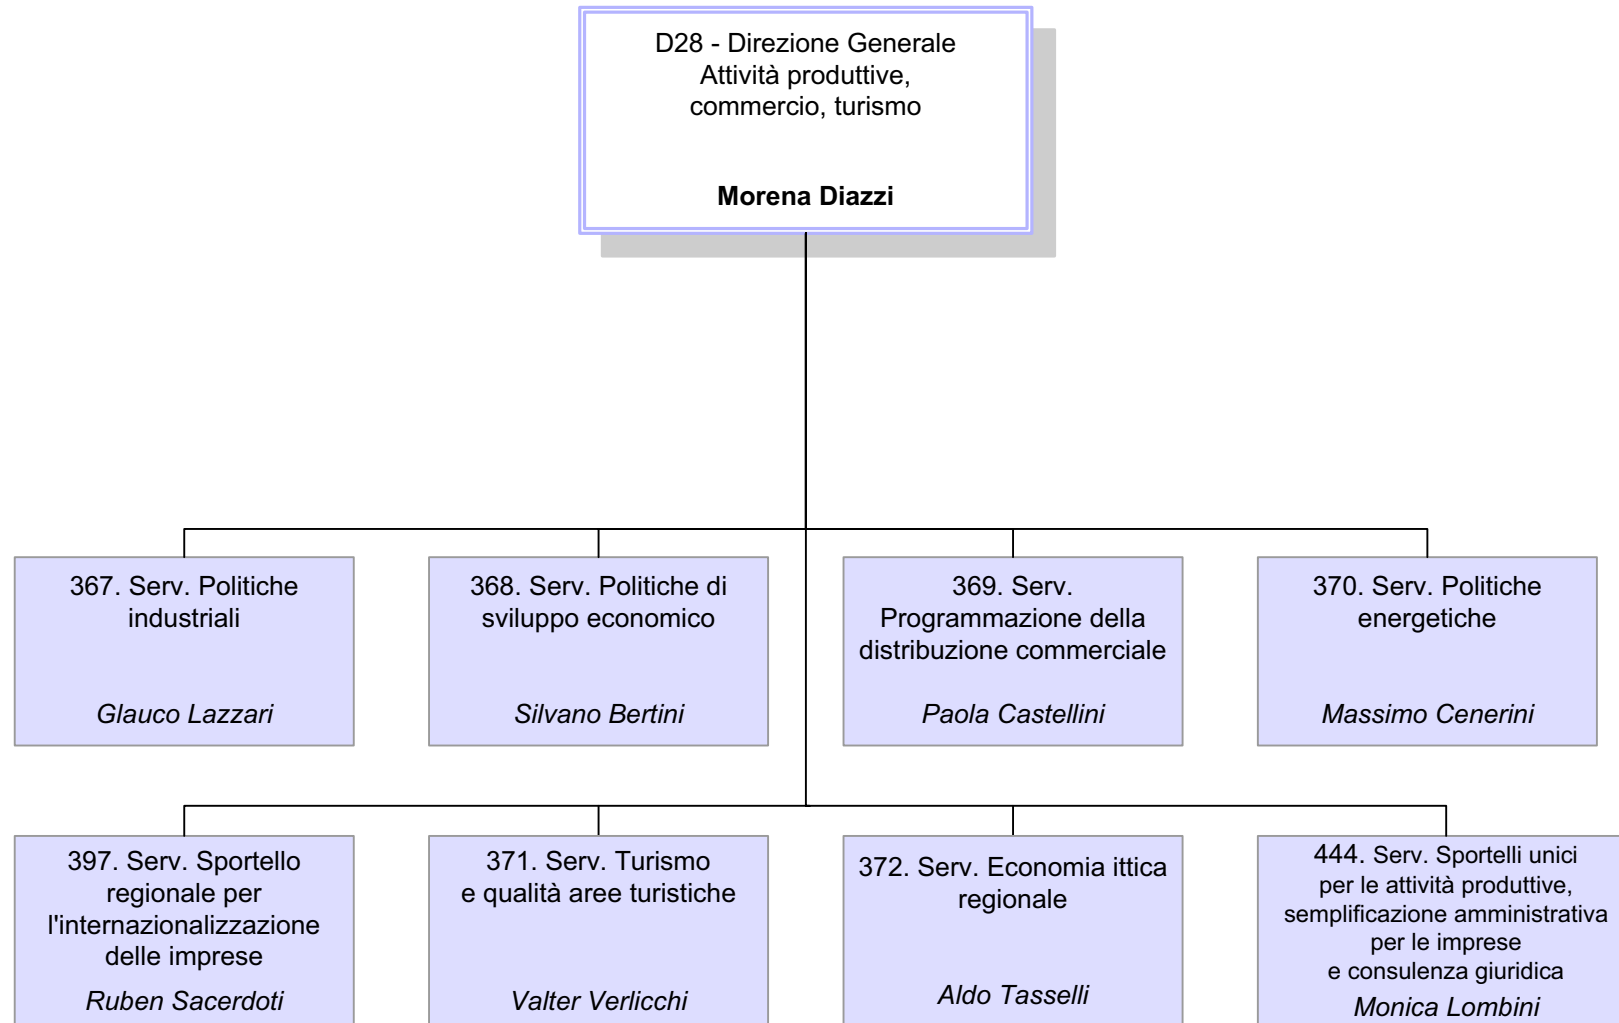 D28 - Direzione Generale
Attività produttive,
commercio, turismo
Morena Diazzi
367. Serv. Politiche
industriali
Glauco Lazzari
368. Serv. Politiche di
sviluppo economico
Silvano Bertini
369. Serv.
Programmazione della
distribuzione commerciale
Paola Castellini
370. Serv. Politiche
energetiche
Massimo Cenerini
397. Serv. Sportello
regionale per
l'internazionalizzazione
delle imprese
Ruben Sacerdoti
371. Serv. Turismo
e qualità aree turistiche
Valter Verlicchi
372. Serv. Economia ittica
regionale
Aldo Tasselli
444. Serv. Sportelli unici
per le attività produttive,
semplificazione amministrativa
per le imprese
e consulenza giuridica
Monica Lombini